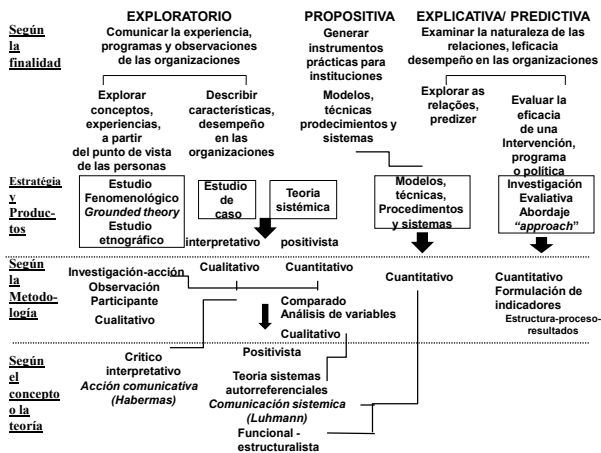 EXPLORATORIO
PROPOSITIVA
EXPLICATIVA/ PREDICTIVA
Según
la
finalidad
Comunicar la experiencia,
programas y observaciones
de las organizaciones
Generar
instrumentos
prácticas para
instituciones
Examinar la naturaleza de las
relaciones, leficacia
desempeño en las organizaciones
Explorar
conceptos,
experiencias,
a partir
del punto de vista
de las personas
Describir
características,
desempeño
en las
organizaciones
Modelos,
técnicas
prodecimientos y
sistemas
Explorar as
relações,
predizer
Evaluar la
eficacia
de una
Intervención,
programa
o política
Estratégia
y
Produc-
tos
Estudio
Fenomenológico
Grounded theory
Estudio
etnográfico
Estudio
de
caso
Teoria
sistémica
Modelos,
técnicas,
Procedimentos
y sistemas
Investigación
Evaliativa
Abordaje
“approach”
interpretativo
positivista
Según
la
Metodo-
logía
Investigación-acción
Observación
Participante
Cualitativo
Cualitativo
Cuantitativo
Comparado
Análisis de variables
Cualitativo
Cuantitativo
Cuantitativo
Formulación de
indicadores
Estructura-proceso-
resultados
Según
el
concepto
o la
teoría
Critico
interpretativo
Acción comunicativa
(Habermas)
Positivista
Teoria sistemas
autorreferenciales
Comunicación sistemica
(Luhmann)
Funcional -
estructuralista